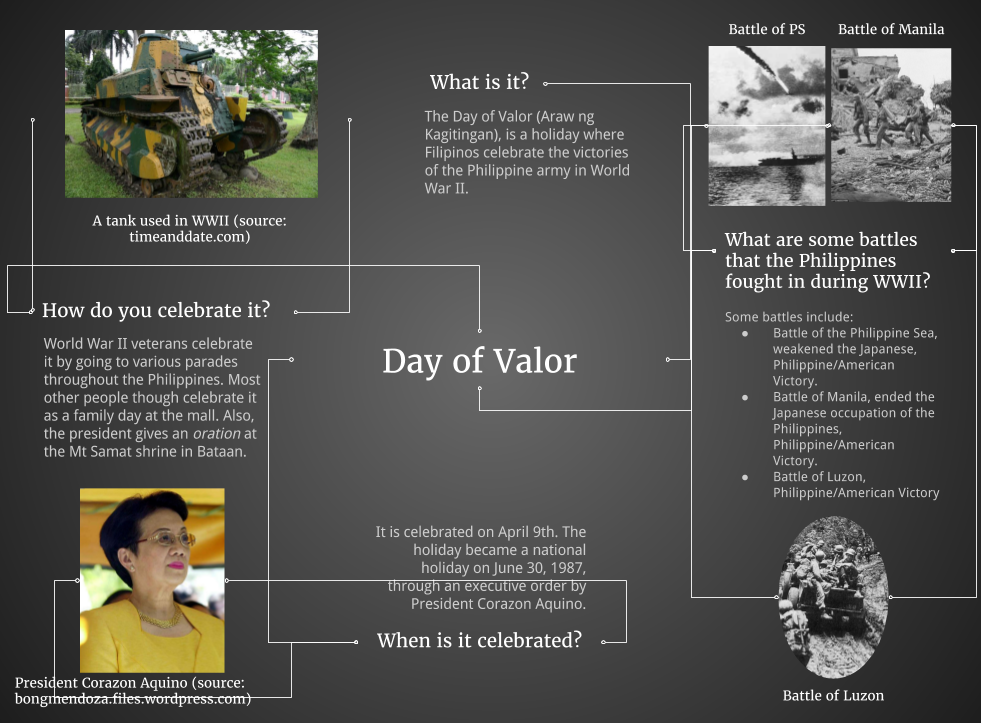 Battle of PS
Battle of Manila
A tank used in WWII (source:
timeanddate.com)
What is it?
The Day of Valor (Araw ng
Kagitingan), is a holiday where
Filipinos celebrate the victories
of the Philippine army in World
War II.
What are some battles
that the Philippines
fought in during WWII?
Some battles include:
● Battle of the Philippine Sea,
weakened the Japanese,
Philippine/American
Victory.
● Battle of Manila, ended the
Japanese occupation of the
Philippines,
Philippine/American
Victory.
● Battle of Luzon,
Philippine/American Victory
How do you celebrate it?
World War II veterans celebrate
it by going to various parades
throughout the Philippines. Most
other people though celebrate it
as a family day at the mall. Also,
the president gives an oration at
the Mt Samat shrine in Bataan.
Day of Valor
It is celebrated on April 9th. The
holiday became a national
holiday on June 30, 1987,
through an executive order by
President Corazon Aquino.
When is it celebrated?
President Corazon Aquino (source:
bongmendoza.files.wordpress.com)
Battle of Luzon